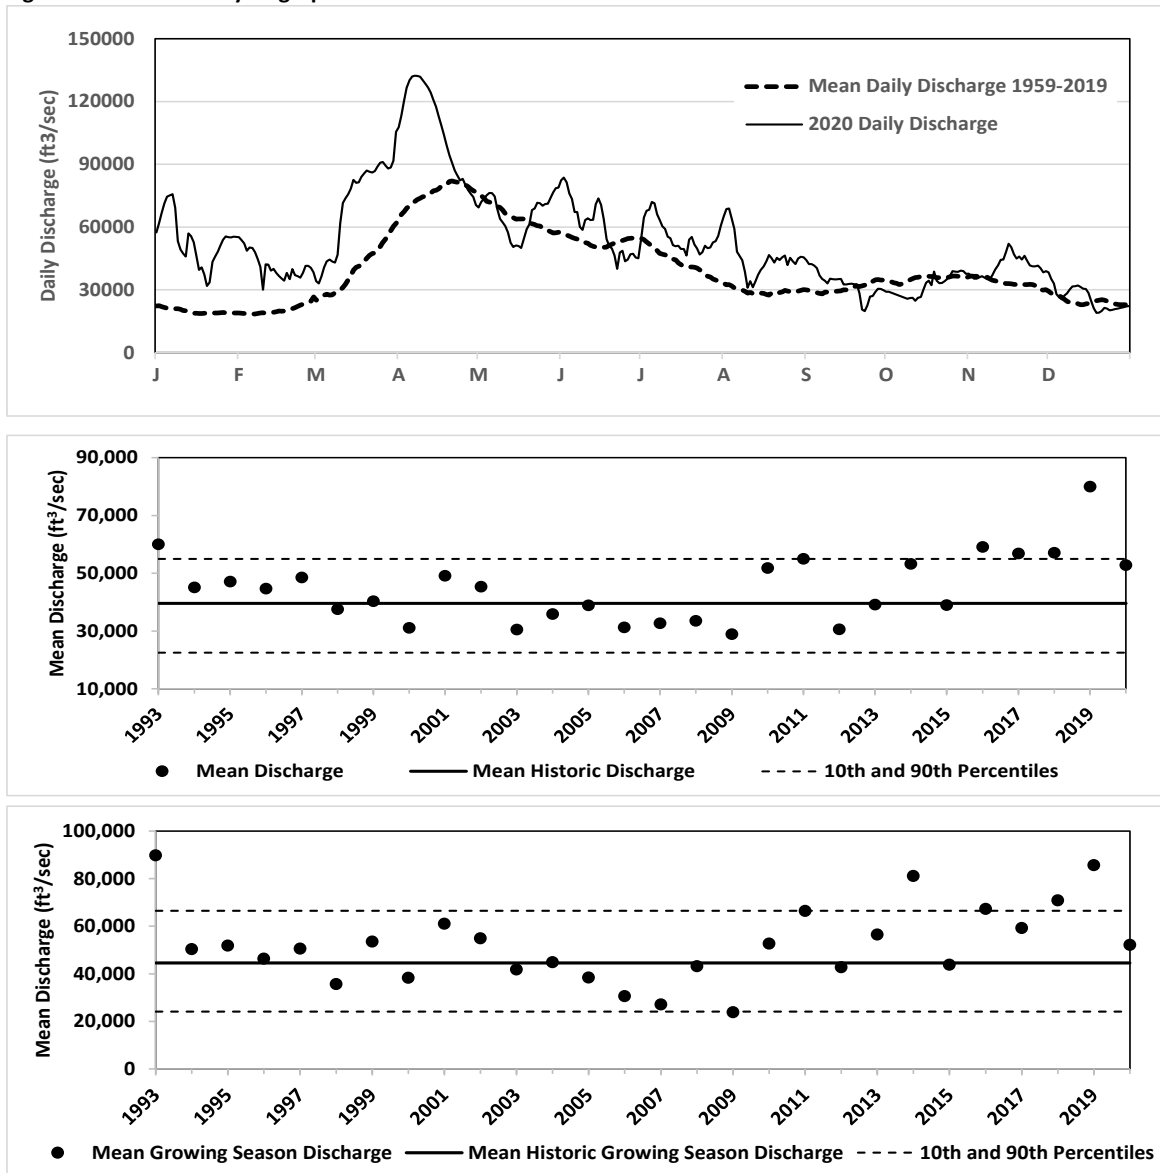 150000
120000
90000
60000
30000
0
Daily Discharge (ft3/sec)
Mean Daily Discharge 1959-2019
2020 Daily Discharge
J F M A M J J A S O N D
90,000
70,000
50,000
30,000
10,000
Mean Discharge (ft³/sec)
1993 1995 1997 1999 2001 2003 2005 2007 2009 2011 2013 2015 2017 2019
Mean Discharge Mean Historic Discharge 10th and 90th Percentiles
100,000
80,000
60,000
40,000
20,000
0
Mean Discharge (ft³/sec)
1993 1995 1997 1999 2001 2003 2005 2007 2009 2011 2013 2015 2017 2019
Mean Growing Season Discharge Mean Historic Growing Season Discharge 10th and 90th Percentiles